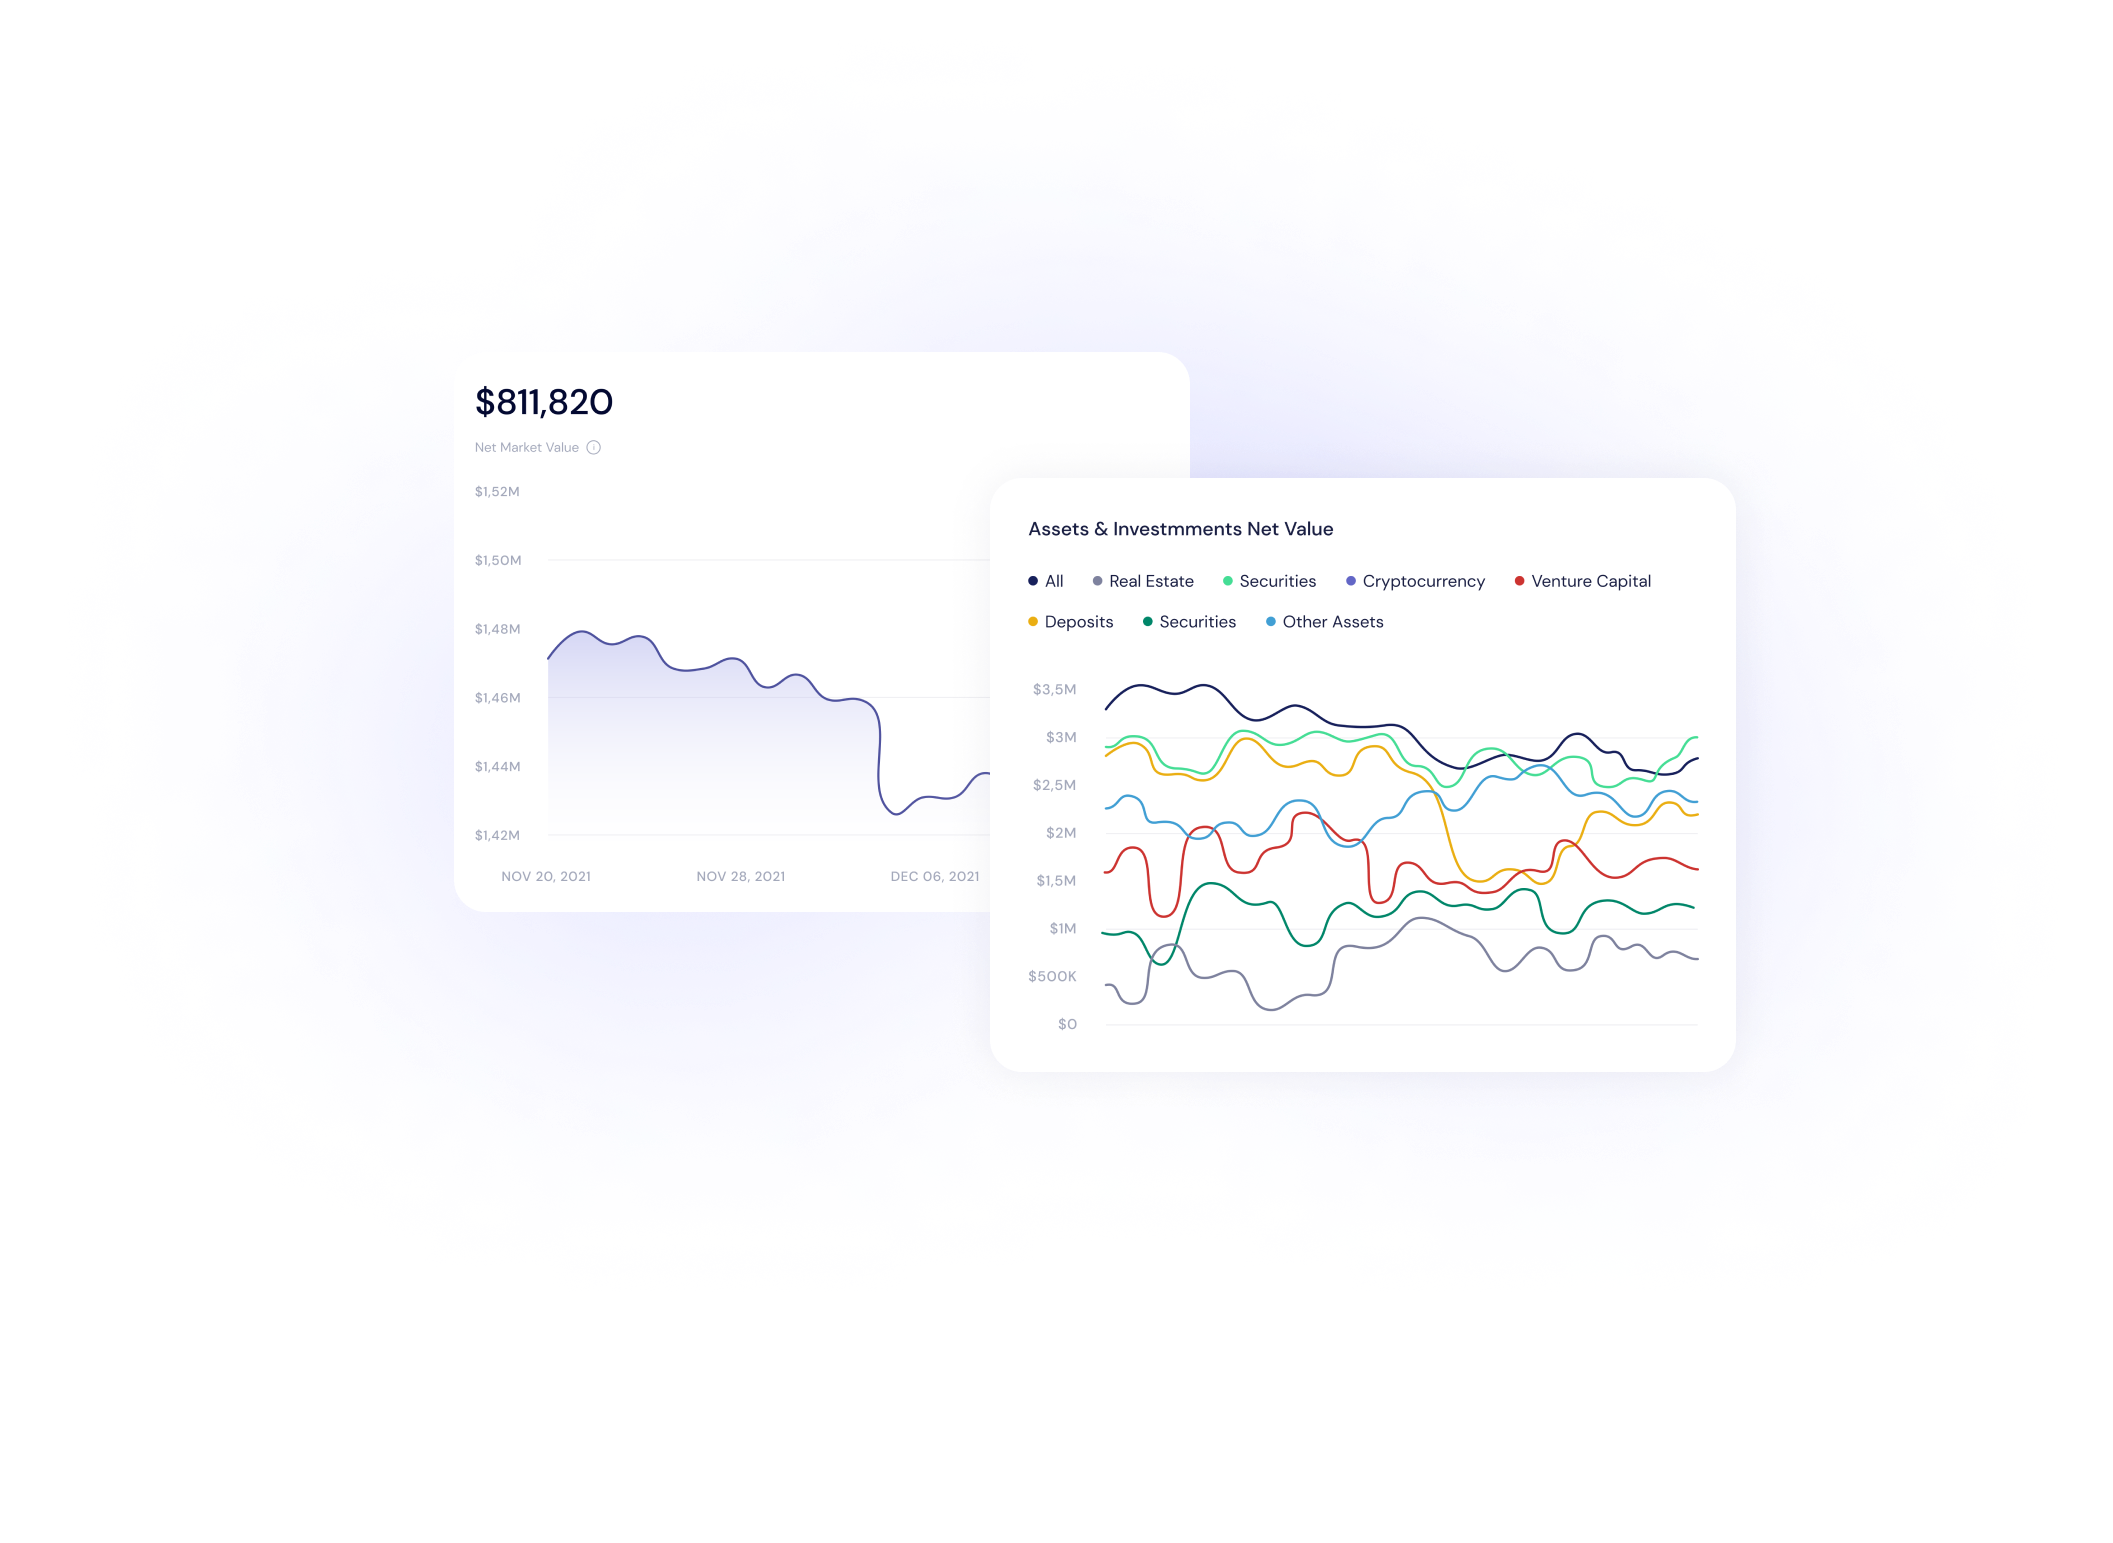 $811,820
Net Market Value
$1,52M
$1,50M
$1,48M
$1,46M
$1,44M
$1,42M
NOV 20, 2021 NOV 28, 2021 DEC 06, 2021
Assets & Investmments Net Value
All Real Estate Securities Cryptocurrency Venture Capital
Deposits Securities Other Assets
$3,5M
$3M
$2,5M
$2M
$1,5M
$1M
$500K
$0